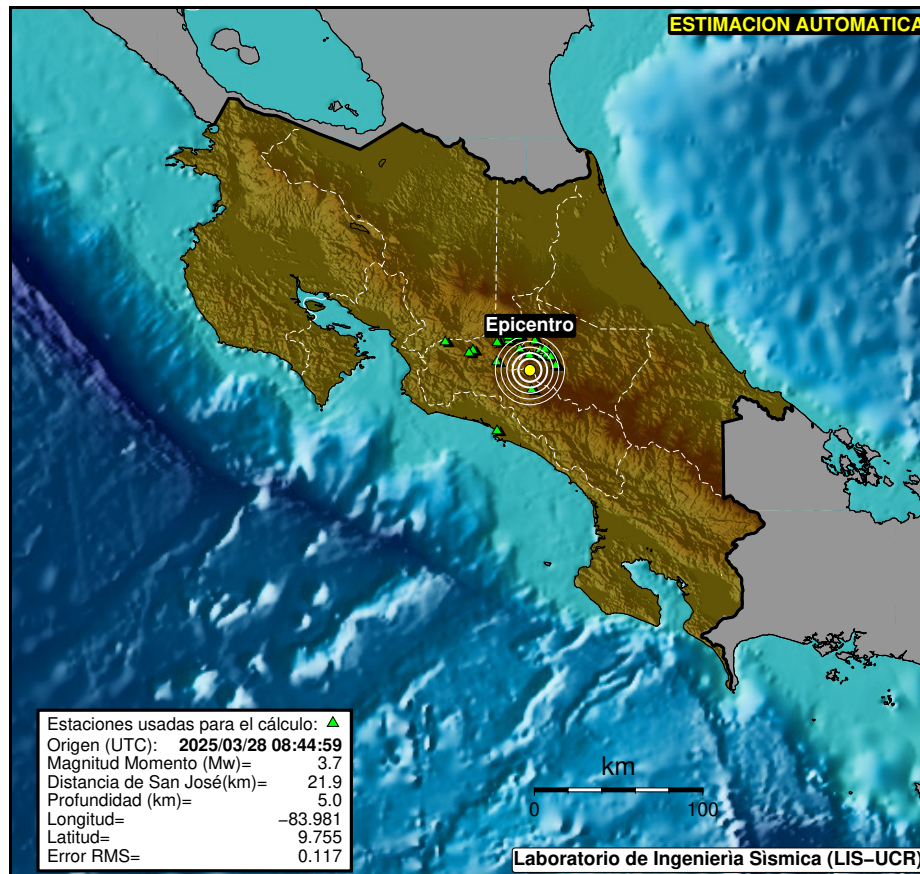 ESTIMACION AUTOMATICA
Epicentro
Estaciones usadas para el cálculo:
Origen (UTC): 2025/03/28 08:44:59
Magnitud Momento (Mw)= 3.7
Distancia de San José(km)= 21.9
Profundidad (km)= 5.0
Longitud= −83.981
Latitud= 9.755
Error RMS= 0.117
km
0 100
Laboratorio de Ingenierìa Sìsmica (LIS−UCR)